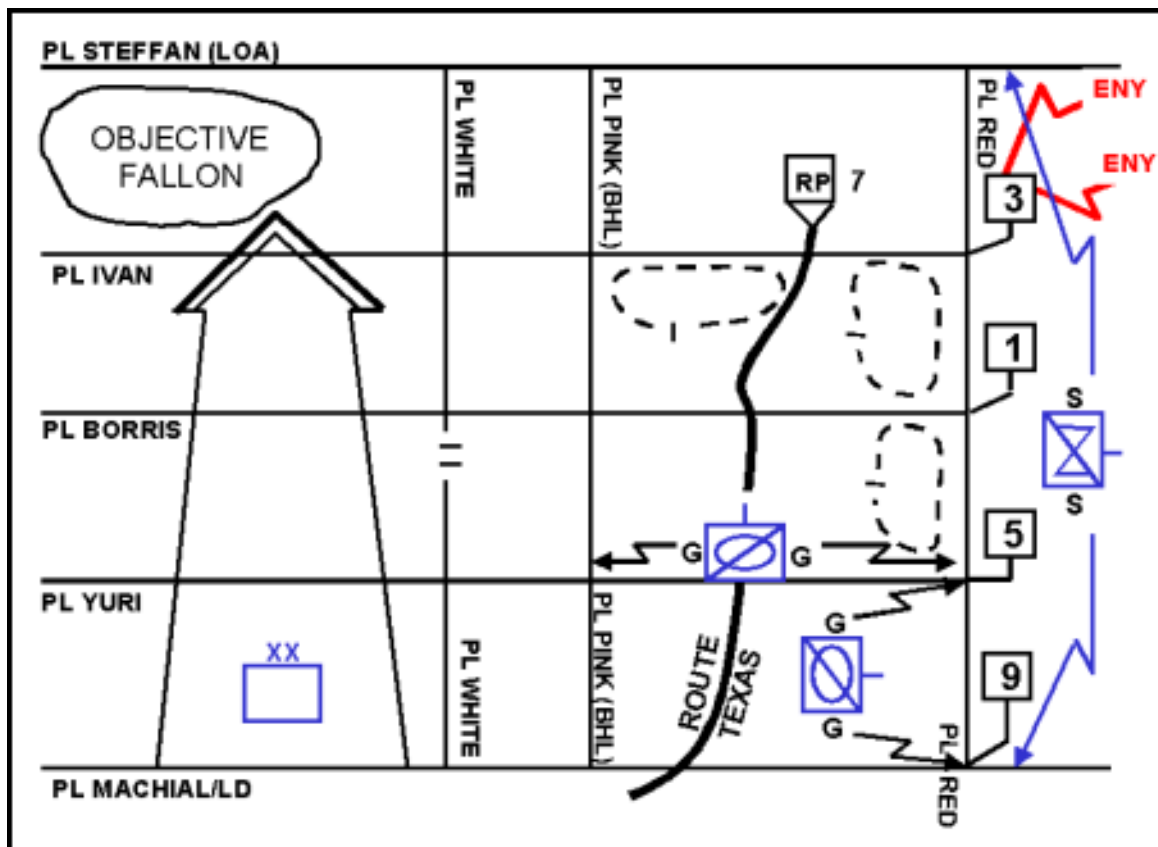 PL STEFFAN (LOA)
OBJECTIVE
FALLON
PL WHITE
PL PINK (BHL)
PL RED
ENY
ENY
RP 7
3
PL IVAN
1
PL BORRIS
S
S
5
G
G
PL YURI
XX
PL WHITE
PL PINK (BHL)
ROUTE
TEXAS
G
G
9
PL RED
PL MACHIAL/LD